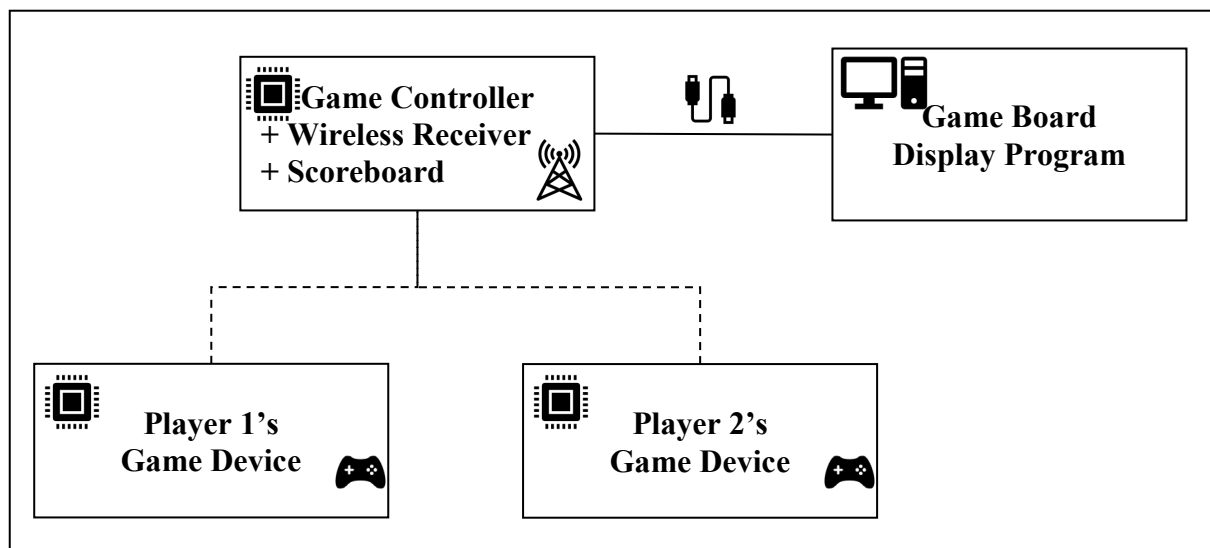 Game Controller
+ Wireless Receiver
+ Scoreboard
Game Board
Display Program
Player 1’s
Game Device
Player 2’s
Game Device